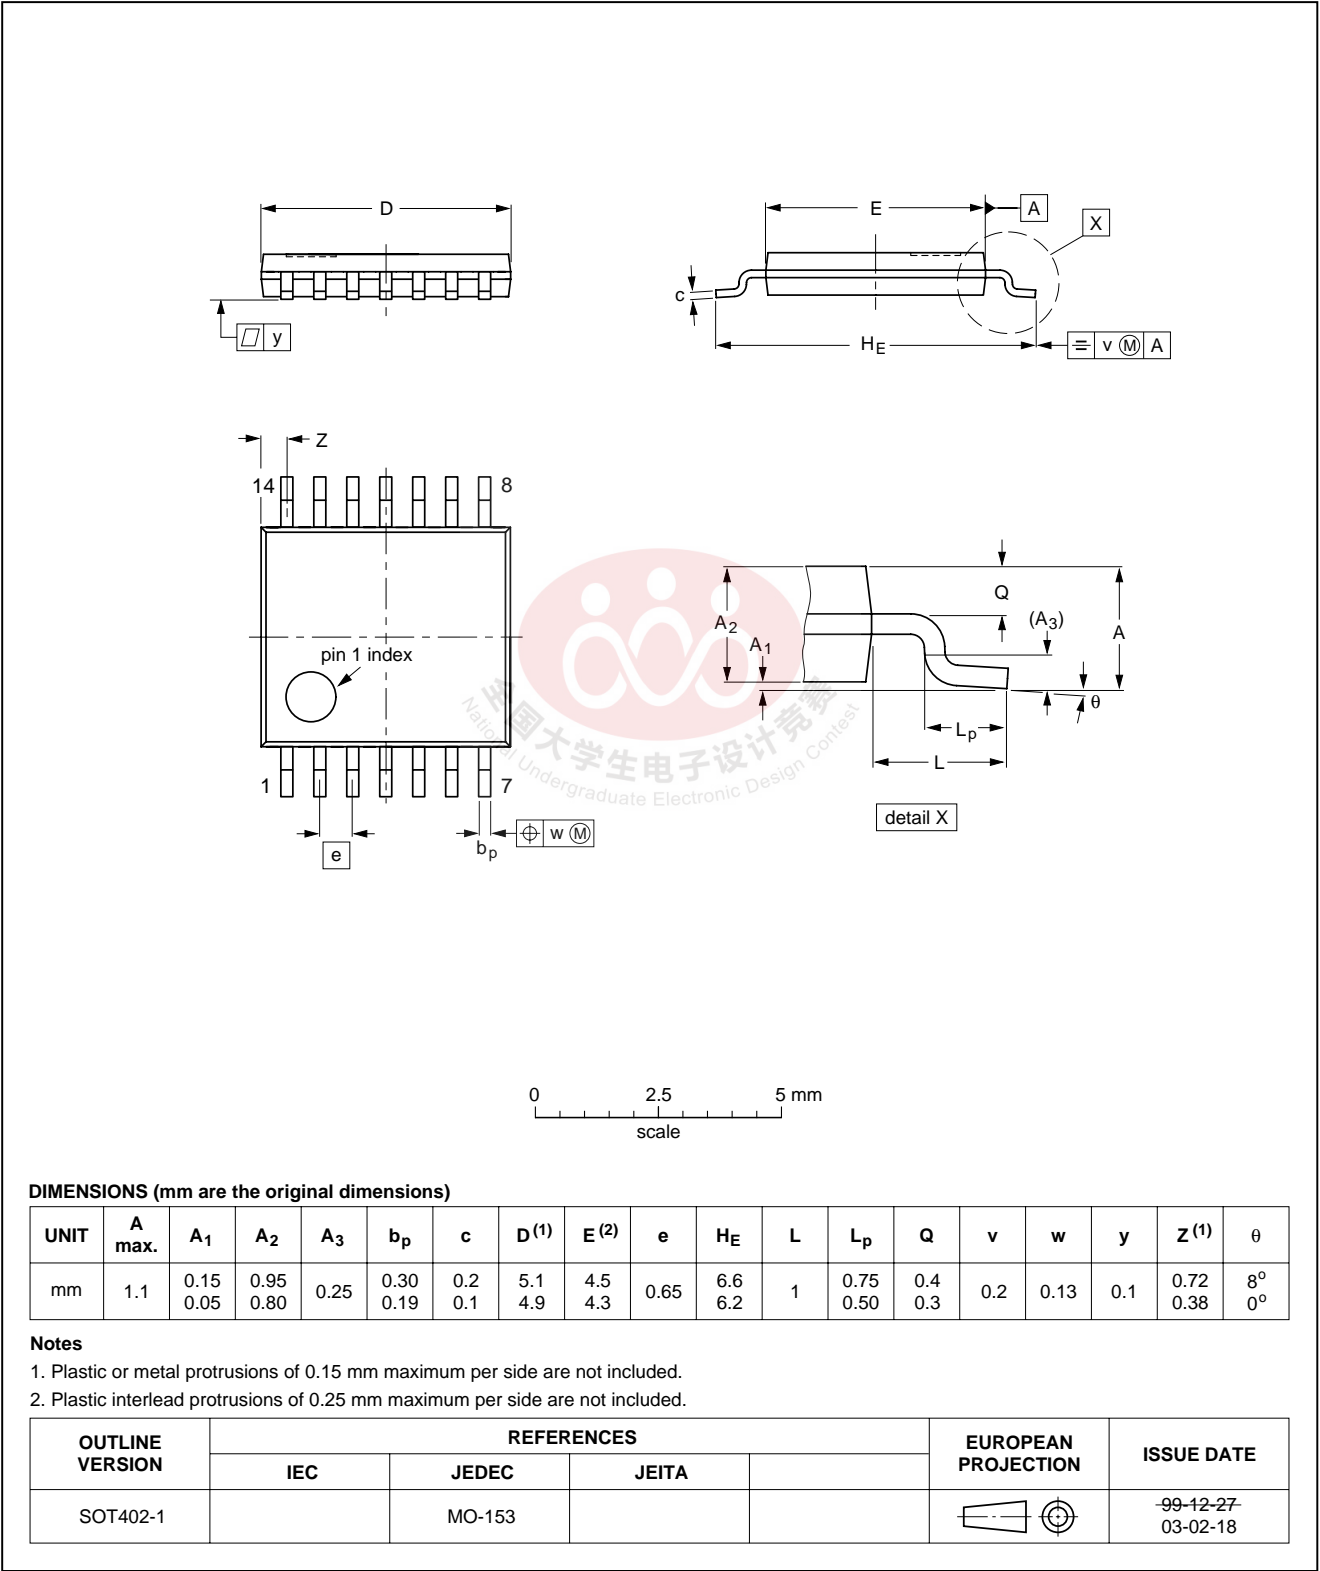 D
E
A
X
c
y
HE
v M A
Z
14
8
pin 1 index
1
7
e
bp
w M
A2
A1
Q
(A3)
A
θ
Lp
L
detail X
全国大学生电子设计竞赛
National Undergraduate Electronic Design Contest
0 2.5 5 mm
scale
DIMENSIONS (mm are the original dimensions)
UNIT A max. A1 A2 A3 bp c D(1) E(2) e HE L Lp Q v w y Z(1) θ
mm 1.1 0.15 0.05 0.95 0.80 0.25 0.30 0.19 0.2 0.1 5.1 4.9 4.5 4.3 0.65 6.6 6.2 1 0.75 0.50 0.4 0.3 0.2 0.13 0.1 0.72 0.38 8° 0°
Notes
1. Plastic or metal protrusions of 0.15 mm maximum per side are not included.
2. Plastic interlead protrusions of 0.25 mm maximum per side are not included.
OUTLINE VERSION REFERENCES EUROPEAN PROJECTION ISSUE DATE
IEC JEDEC JEITA
SOT402-1 MO-153 99-12-27
03-02-18